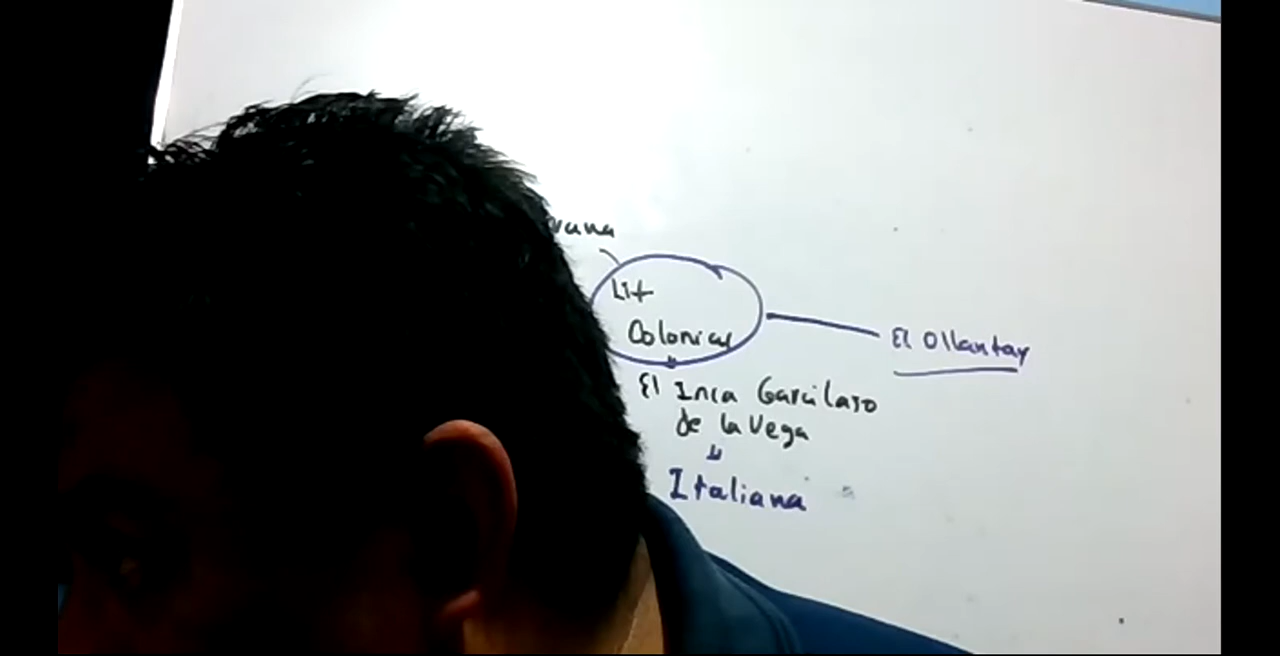 Lit
Colonial
El Ollantay
El Inca Garcilaso
de la Vega
Italiana